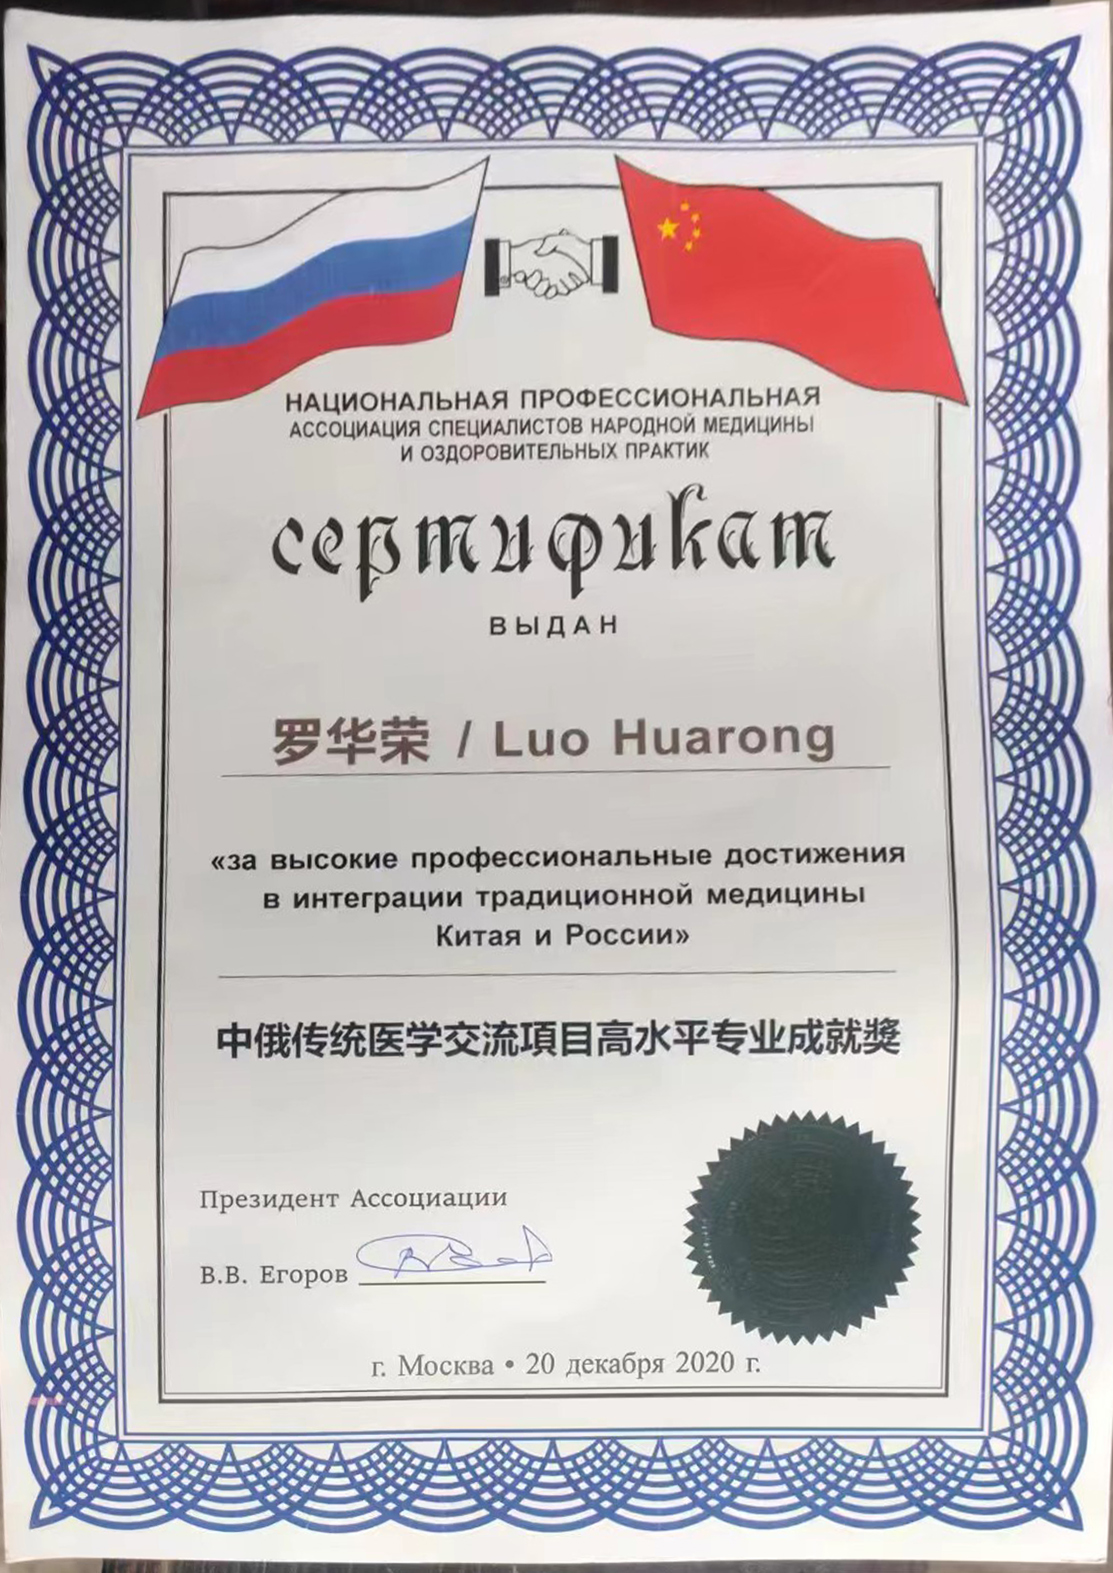 НАЦИОНАЛЬНАЯ ПРОФЕССИОНАЛЬНАЯ
АССОЦИАЦИЯ СПЕЦИАЛИСТОВ НАРОДНОЙ МЕДИЦИНЫ
И ОЗДОРОВИТЕЛЬНЫХ ПРАКТИК
сертификат
ВЫДАН
罗华荣 / Luo Huarong
«за высокие профессиональные достижения
в интеграции традиционной медицины
Китая и России»
中俄传统医学交流項目高水平专业成就獎
Президент Ассоциации
В.В. Егоров
г. Москва • 20 декабря 2020 г.